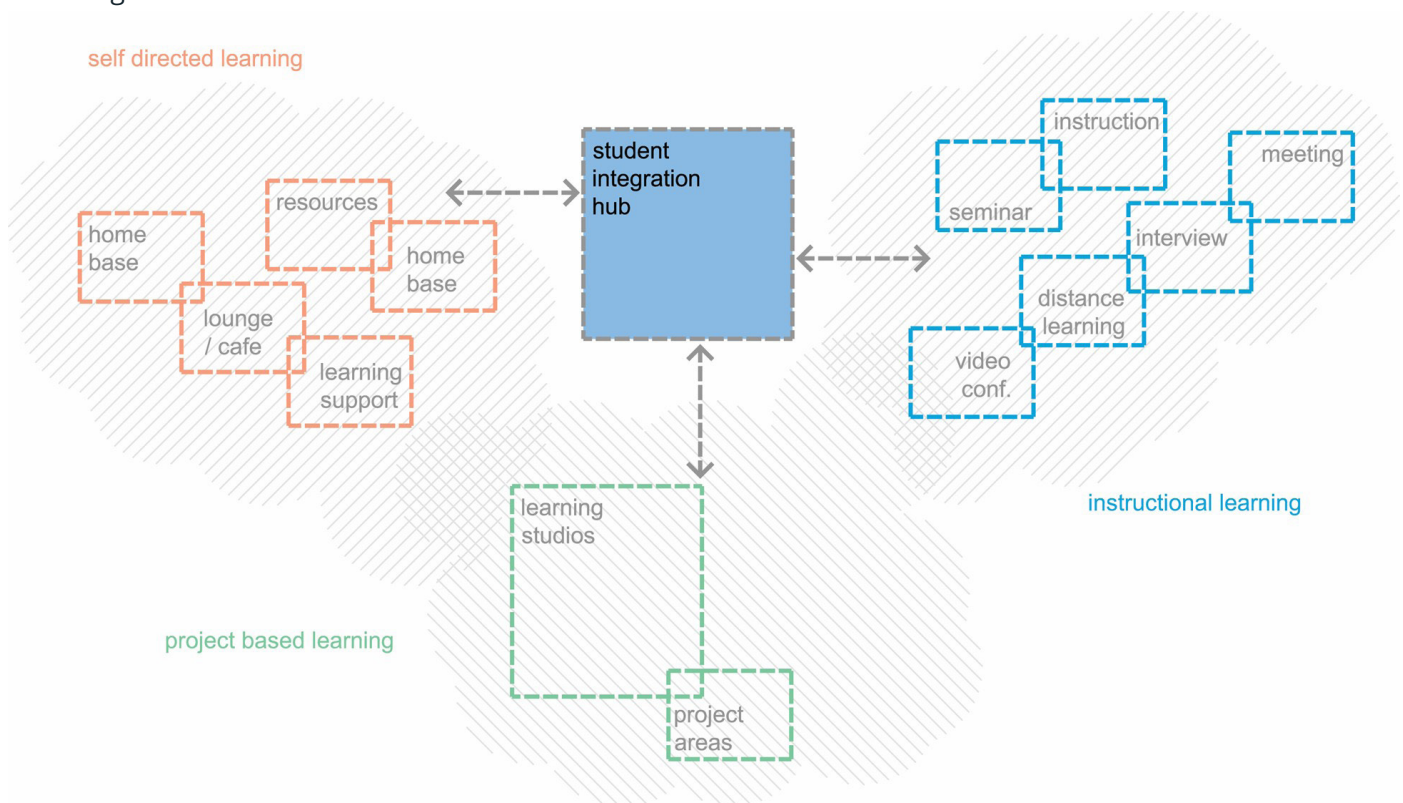 self directed learning
student
integration
hub
instruction
meeting
seminar
resources
home
base
home
base
interview
lounge
/ cafe
distance
learning
learning
support
video
conf.
learning
studios
instructional learning
project based learning
project
areas